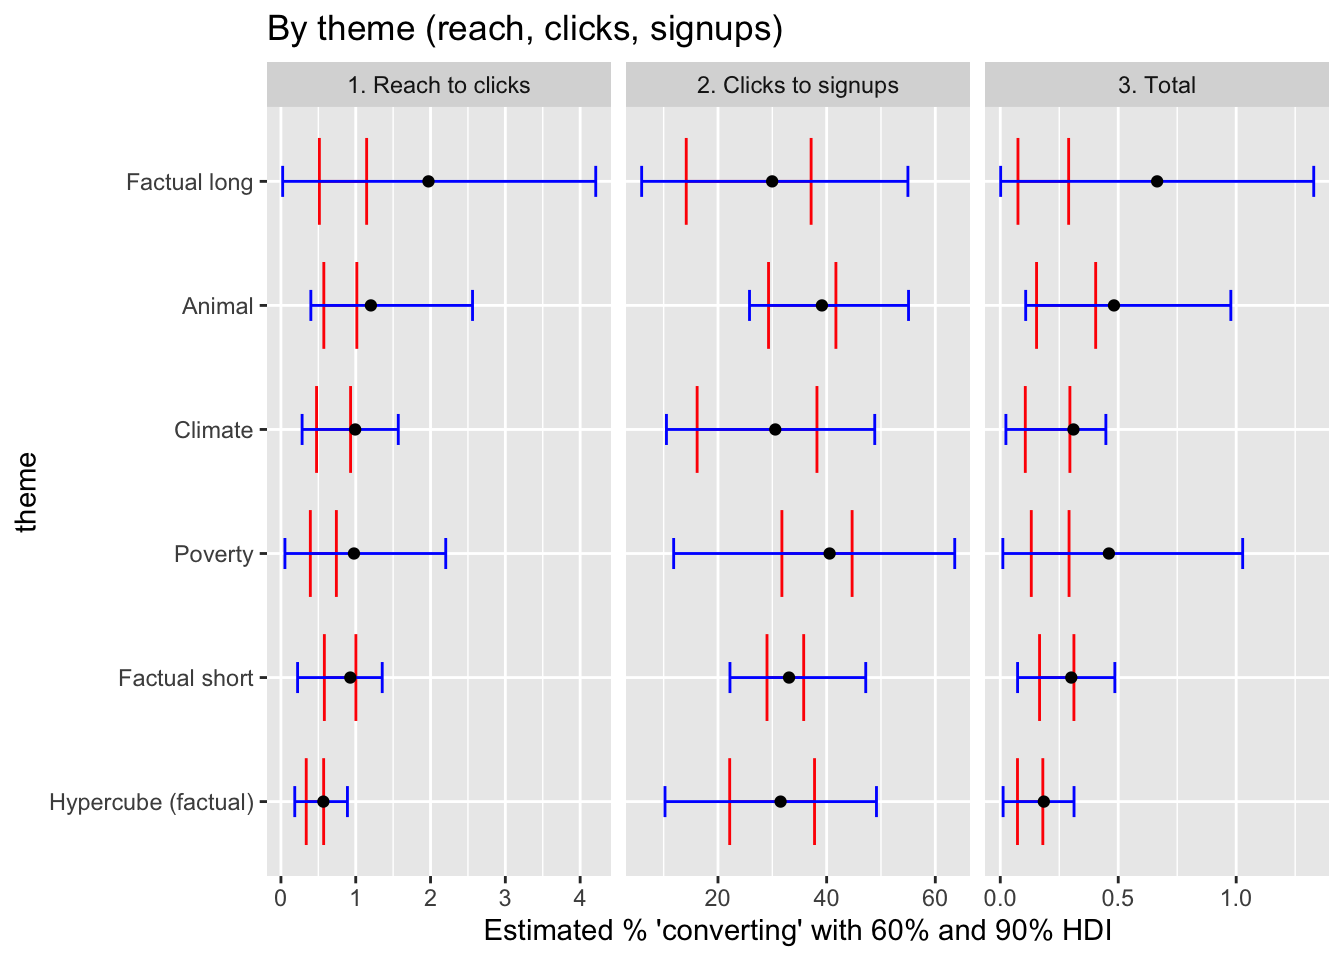 By theme (reach, clicks, signups)
1. Reach to clicks
2. Clicks to signups
3. Total
theme
Factual long
Animal
Climate
Poverty
Factual short
Hypercube (factual)
0 1 2 3 4
20 40 60
0.0 0.5 1.0
Estimated % 'converting' with 60% and 90% HDI